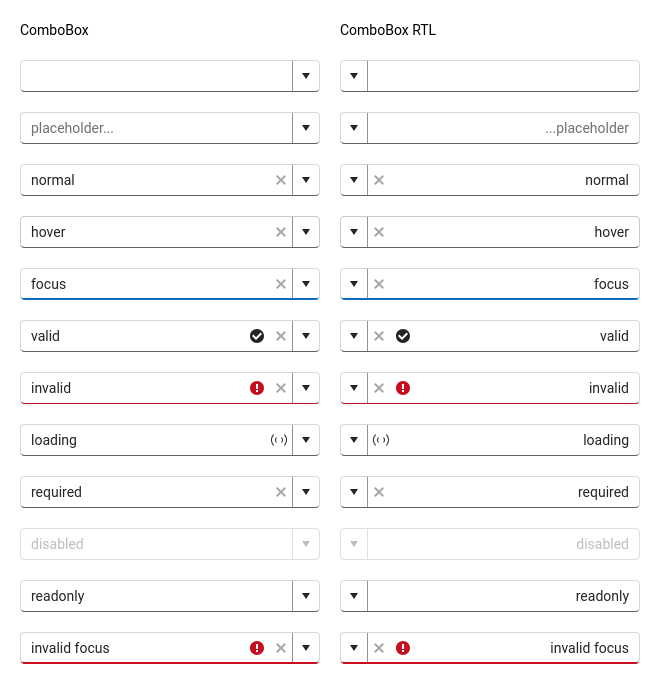 ComboBox ComboBox RTL
placeholder... ...placeholder
normal normal
hover hover
focus focus
valid valid
invalid invalid
loading loading
required required
disabled disabled
readonly readonly
invalid focus invalid focus